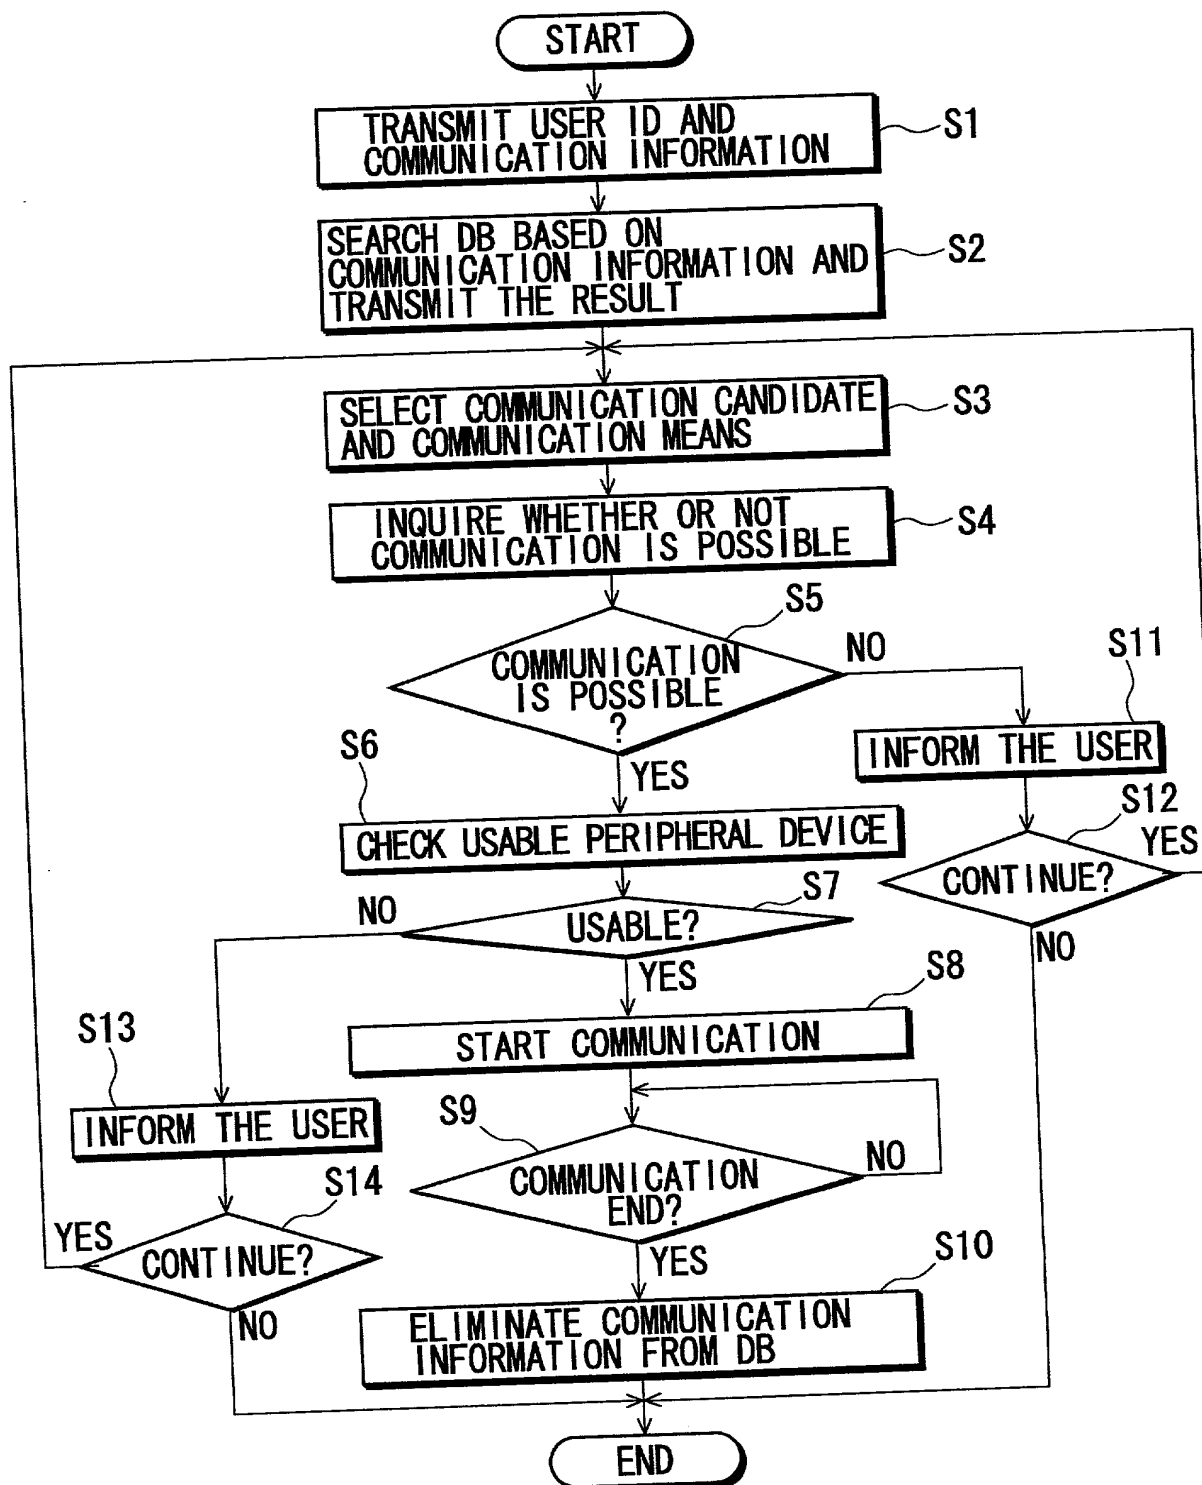 START
TRANSMIT USER ID AND
COMMUNICATION INFORMATION
S1
SEARCH DB BASED ON
COMMUNICATION INFORMATION AND
TRANSMIT THE RESULT
S2
SELECT COMMUNICATION CANDIDATE
AND COMMUNICATION MEANS
S3
INQUIRE WHETHER OR NOT
COMMUNICATION IS POSSIBLE
S4
S5
COMMUNICATION
IS POSSIBLE
?
NO
YES
S11
INFORM THE USER
S6
CHECK USABLE PERIPHERAL DEVICE
S12
CONTINUE?
YES
NO
S7
USABLE?
NO
YES
S8
START COMMUNICATION
S13
INFORM THE USER
S9
COMMUNICATION
END?
NO
YES
S14
CONTINUE?
YES
NO
S10
ELIMINATE COMMUNICATION
INFORMATION FROM DB
END